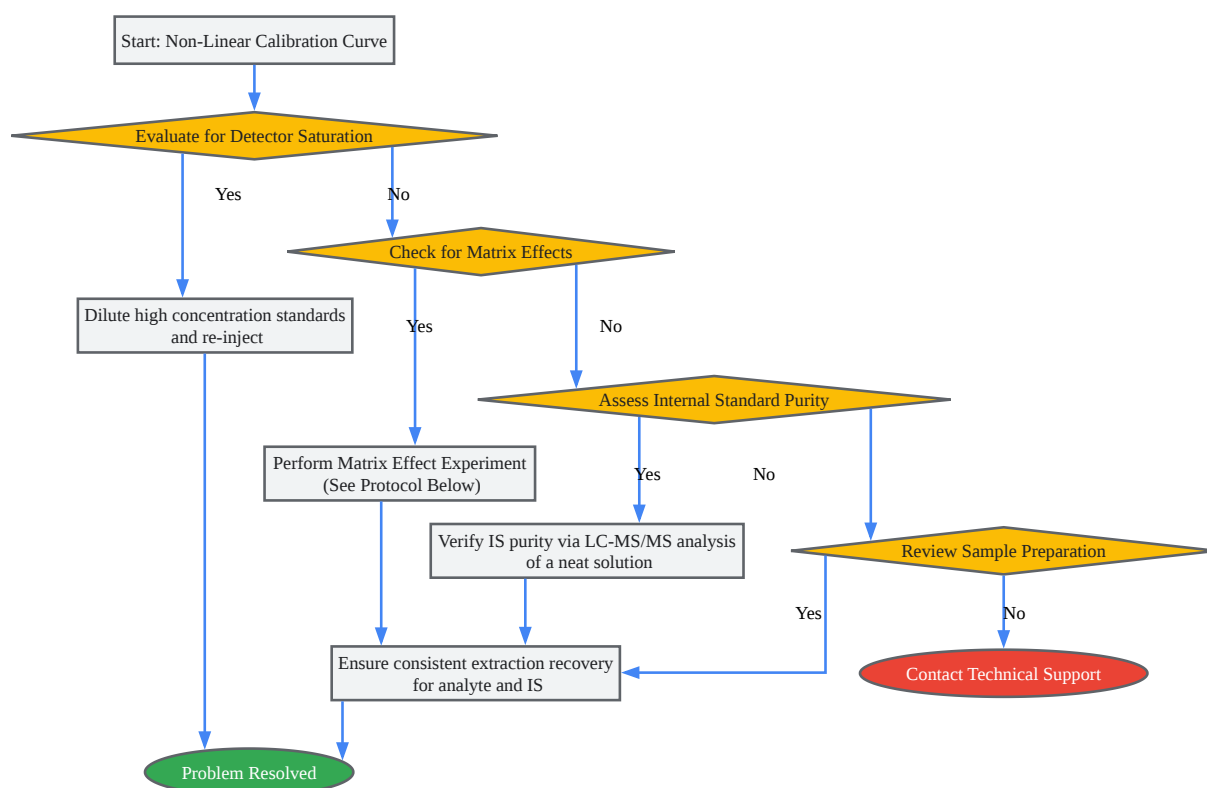 Start: Non-Linear Calibration Curve
Evaluate for Detector Saturation
Yes
No
Check for Matrix Effects
Dilute high concentration standards
and re-inject
Yes
No
Assess Internal Standard Purity
Perform Matrix Effect Experiment
(See Protocol Below)
Yes
No
Verify IS purity via LC-MS/MS analysis
of a neat solution
Review Sample Preparation
Yes
No
Ensure consistent extraction recovery
for analyte and IS
Contact Technical Support
Problem Resolved